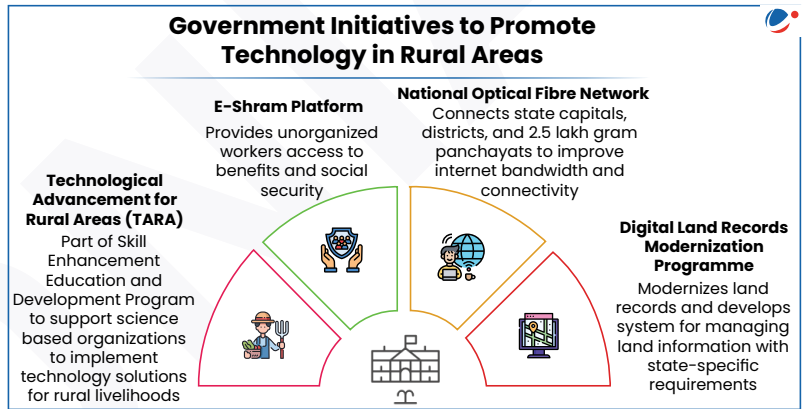 Government Initiatives to Promote
Technology in Rural Areas
Technological
Advancement for
Rural Areas (TARA)
Part of Skill
Enhancement
Education and
Development Program
to support science
based organizations
to implement
technology solutions
for rural livelihoods
E-Shram Platform
Provides unorganized
workers access to
benefits and social
security
National Optical Fibre Network
Connects state capitals,
districts, and 2.5 lakh gram
panchayats to improve
internet bandwidth and
connectivity
Digital Land Records
Modernization
Programme
Modernizes land
records and develops
system for managing
land information with
state-specific
requirements